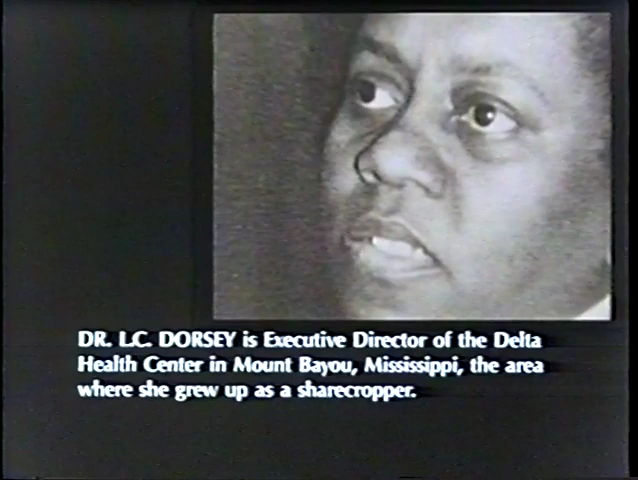 DR. L.C. DORSEY is Executive Director of the Delta
Health Center in Mount Bayou, Mississippi, the area
where she grew up as a sharecropper.